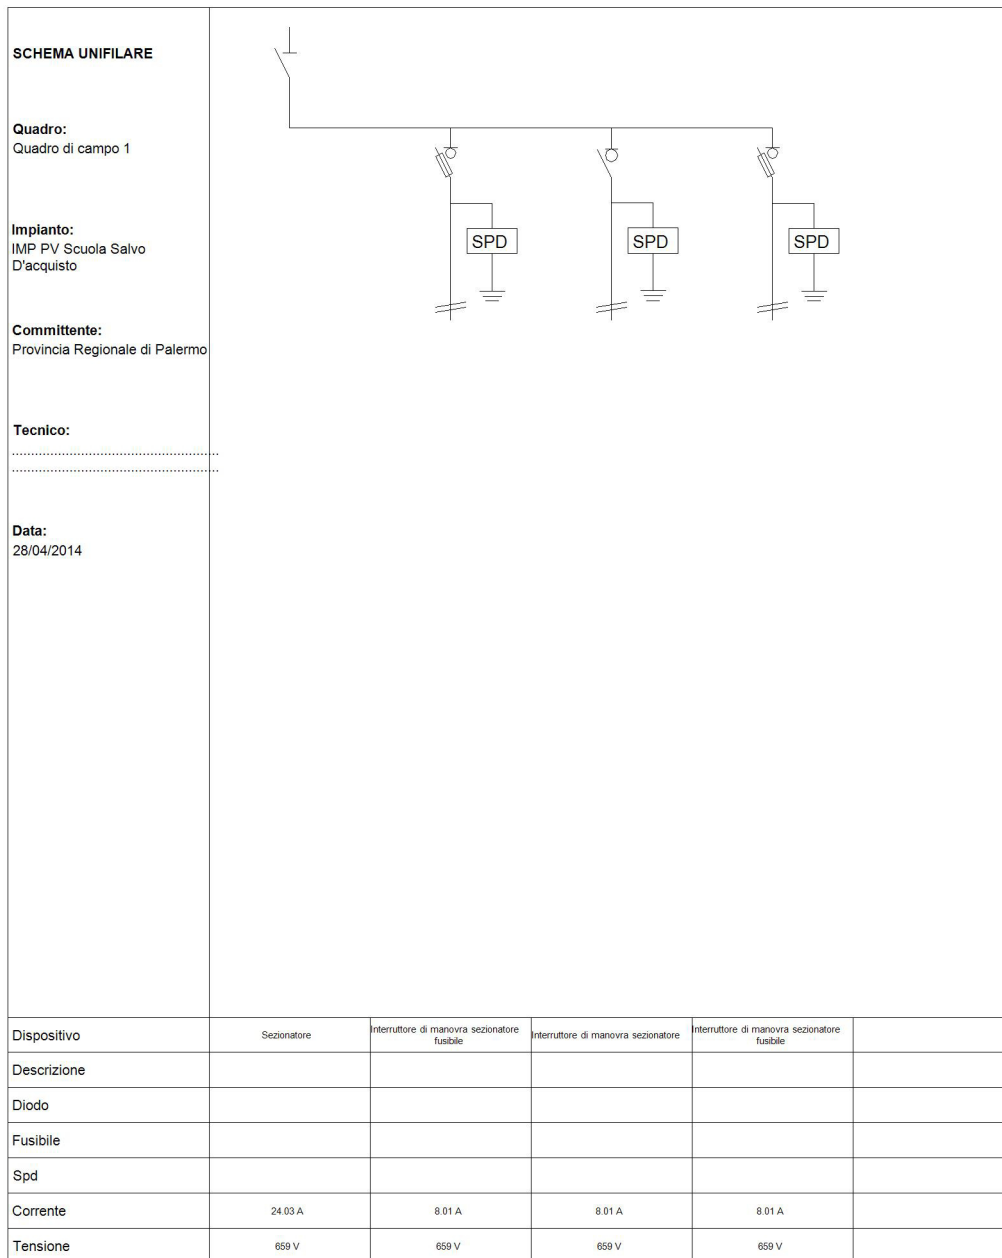 SCHEMA UNIFILARE
Quadro:
Quadro di campo 1
Impianto:
IMP PV Scuola Salvo
D'acquisto
Committente:
Provincia Regionale di Palermo
Tecnico:
Data:
28/04/2014
SPD SPD SPD
Dispositivo Sezionatore Interruttore di manovra sezionatore fusibile Interruttore di manovra sezionatore Interruttore di manovra sezionatore fusibile
Descrizione
Diodo
Fusibile
Spd
Corrente 24.03 A 8.01 A 8.01 A 8.01 A
Tensione 659 V 659 V 659 V 659 V